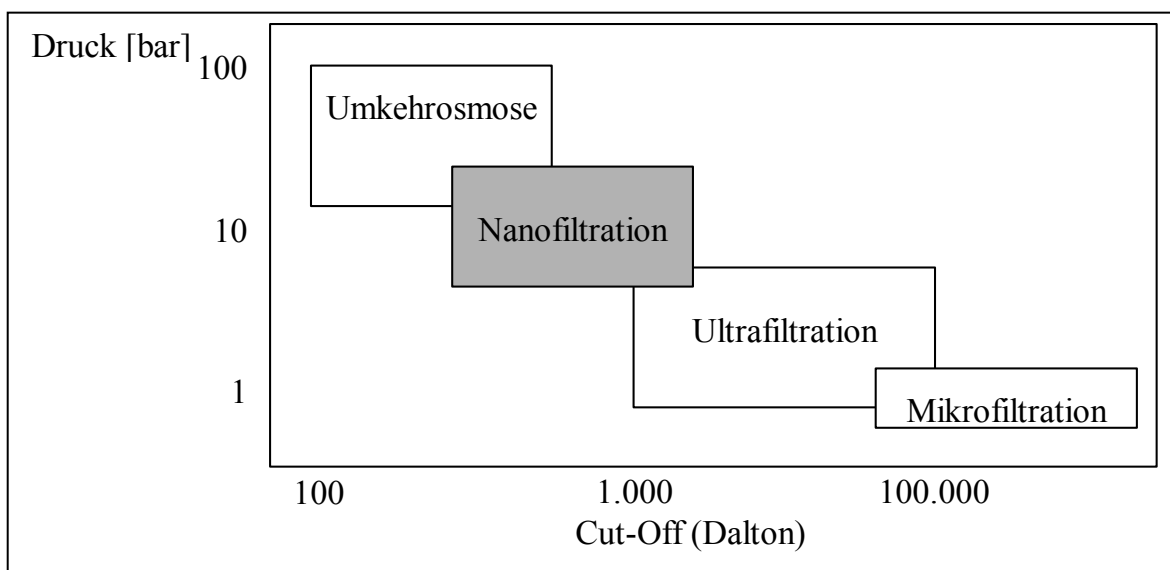 Druck [bar]
100
Umkehrosmose
Nanofiltration
10
Ultrafiltration
1
Mikrofiltration
100 1.000 100.000
Cut-Off (Dalton)